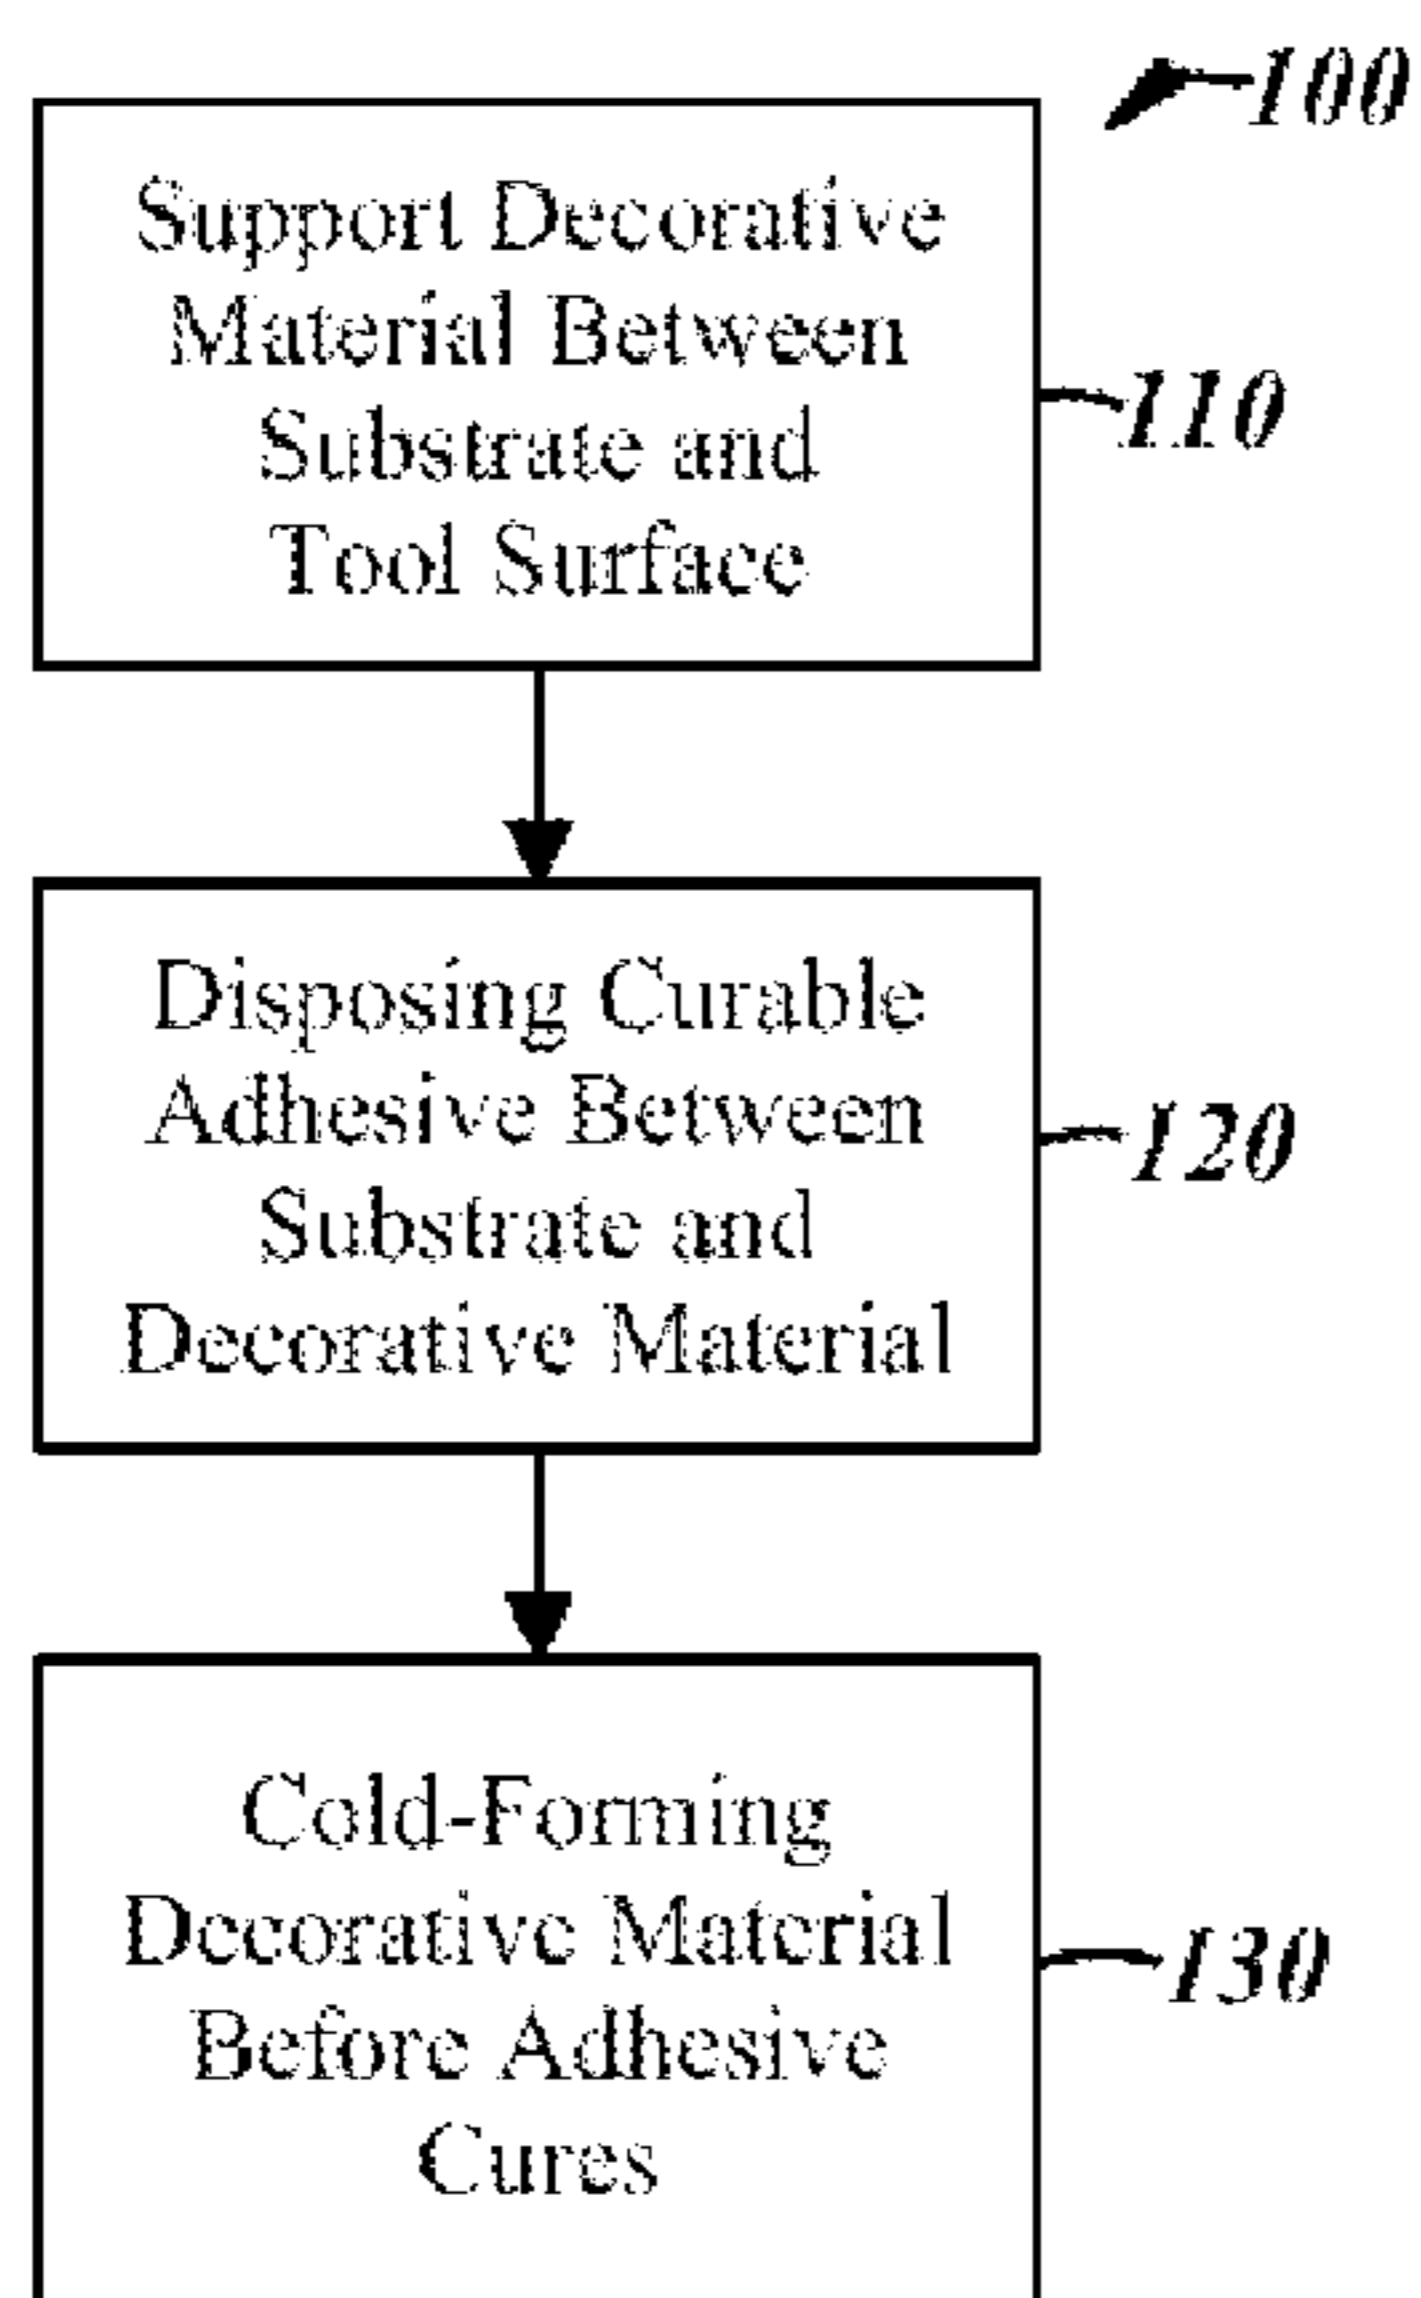 100
Support Decorative
Material Between
Substrate and
Tool Surface
110
Disposing Curable
Adhesive Between
Substrate and
Decorative Material
120
Cold-Forming
Decorative Material
Before Adhesive
Cures
130